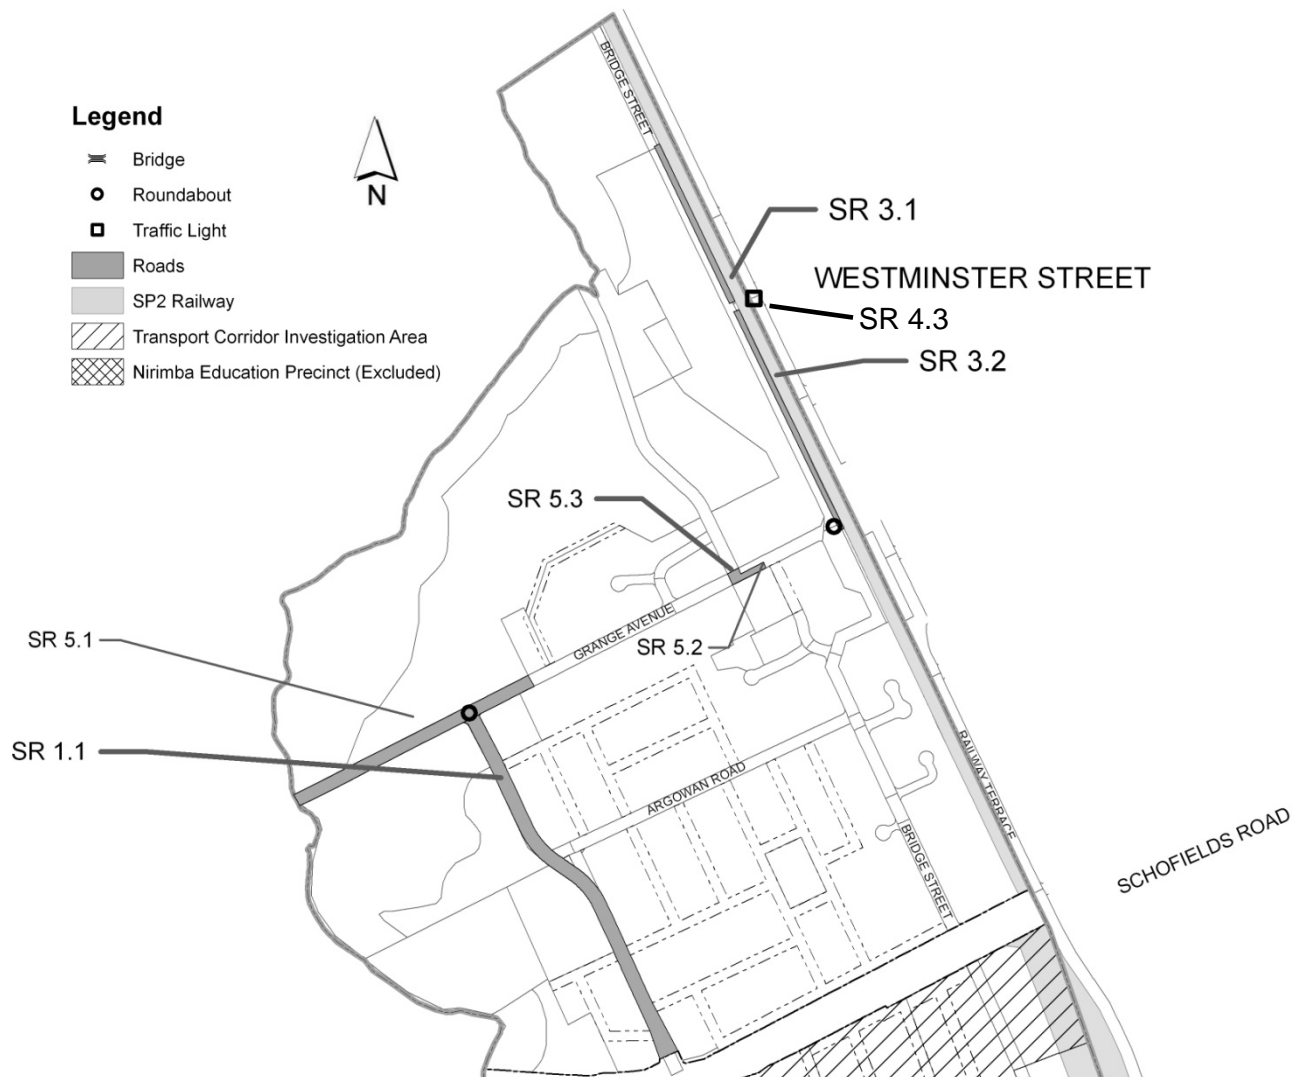 Legend
Bridge
Roundabout
Traffic Light
Roads
SP2 Railway
Transport Corridor Investigation Area
Nirimba Education Precinct (Excluded)
N
BRIDGE STREET
SR 3.1
WESTMINSTER STREET
SR 4.3
SR 3.2
SR 5.3
GRANGE AVENUE
SR 5.2
SR 5.1
SR 1.1
ARGOWAN ROAD
RAILWAY TERRACE
BRIDGE STREET
SCHOFIELDS ROAD